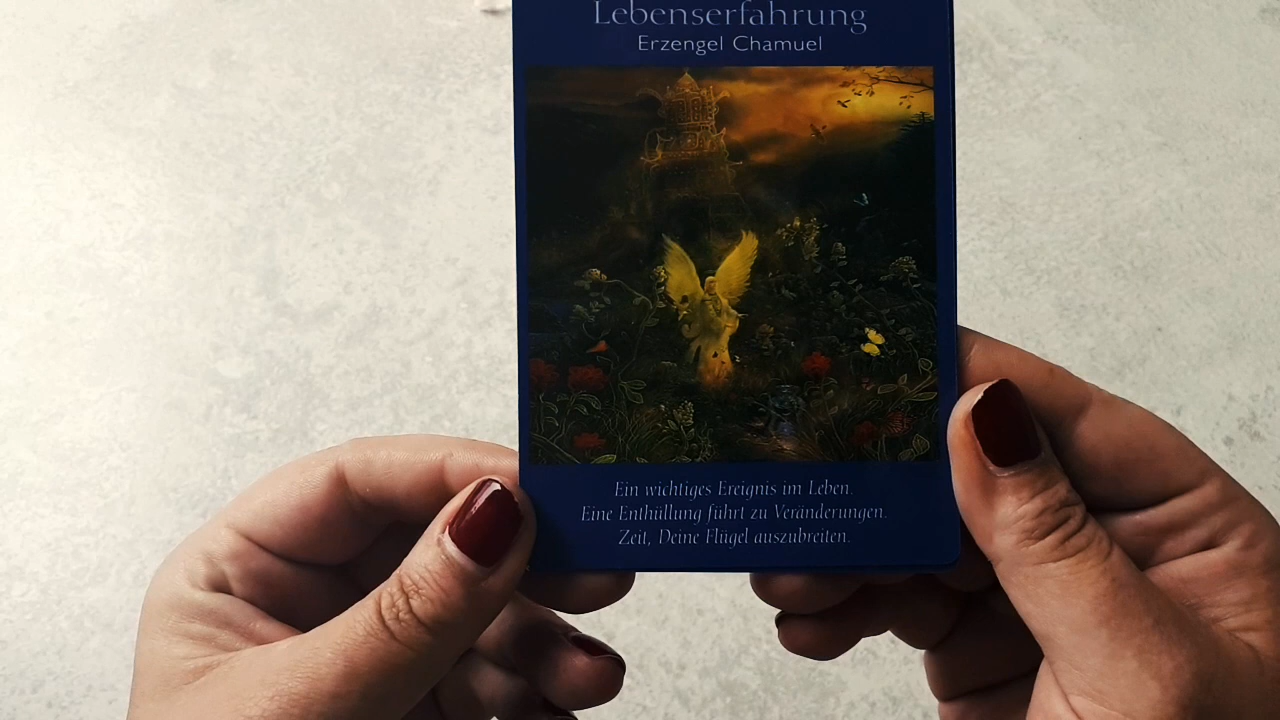 Lebenserfahrung
Erzengel Chamuel
Ein wichtiges Ereignis im Leben.
Eine Enthüllung führt zu Veränderungen.
Zeit, Deine Flügel auszubreiten.